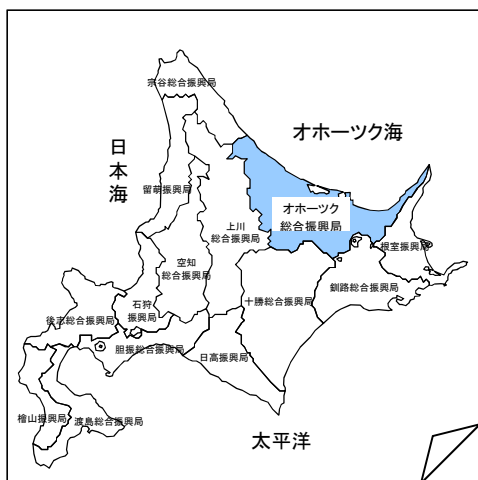 宗谷総合振興局
オホーツク海
日本海
留萌振興局
オホーツク
総合振興局
上川
総合振興局
根室振興局
空知
総合振興局
釧路総合振興局
石狩
振興局
十勝総合振興局
後志総合振興局
胆振総合振興局
日高振興局
檜山振興局
渡島総合振興局
太平洋